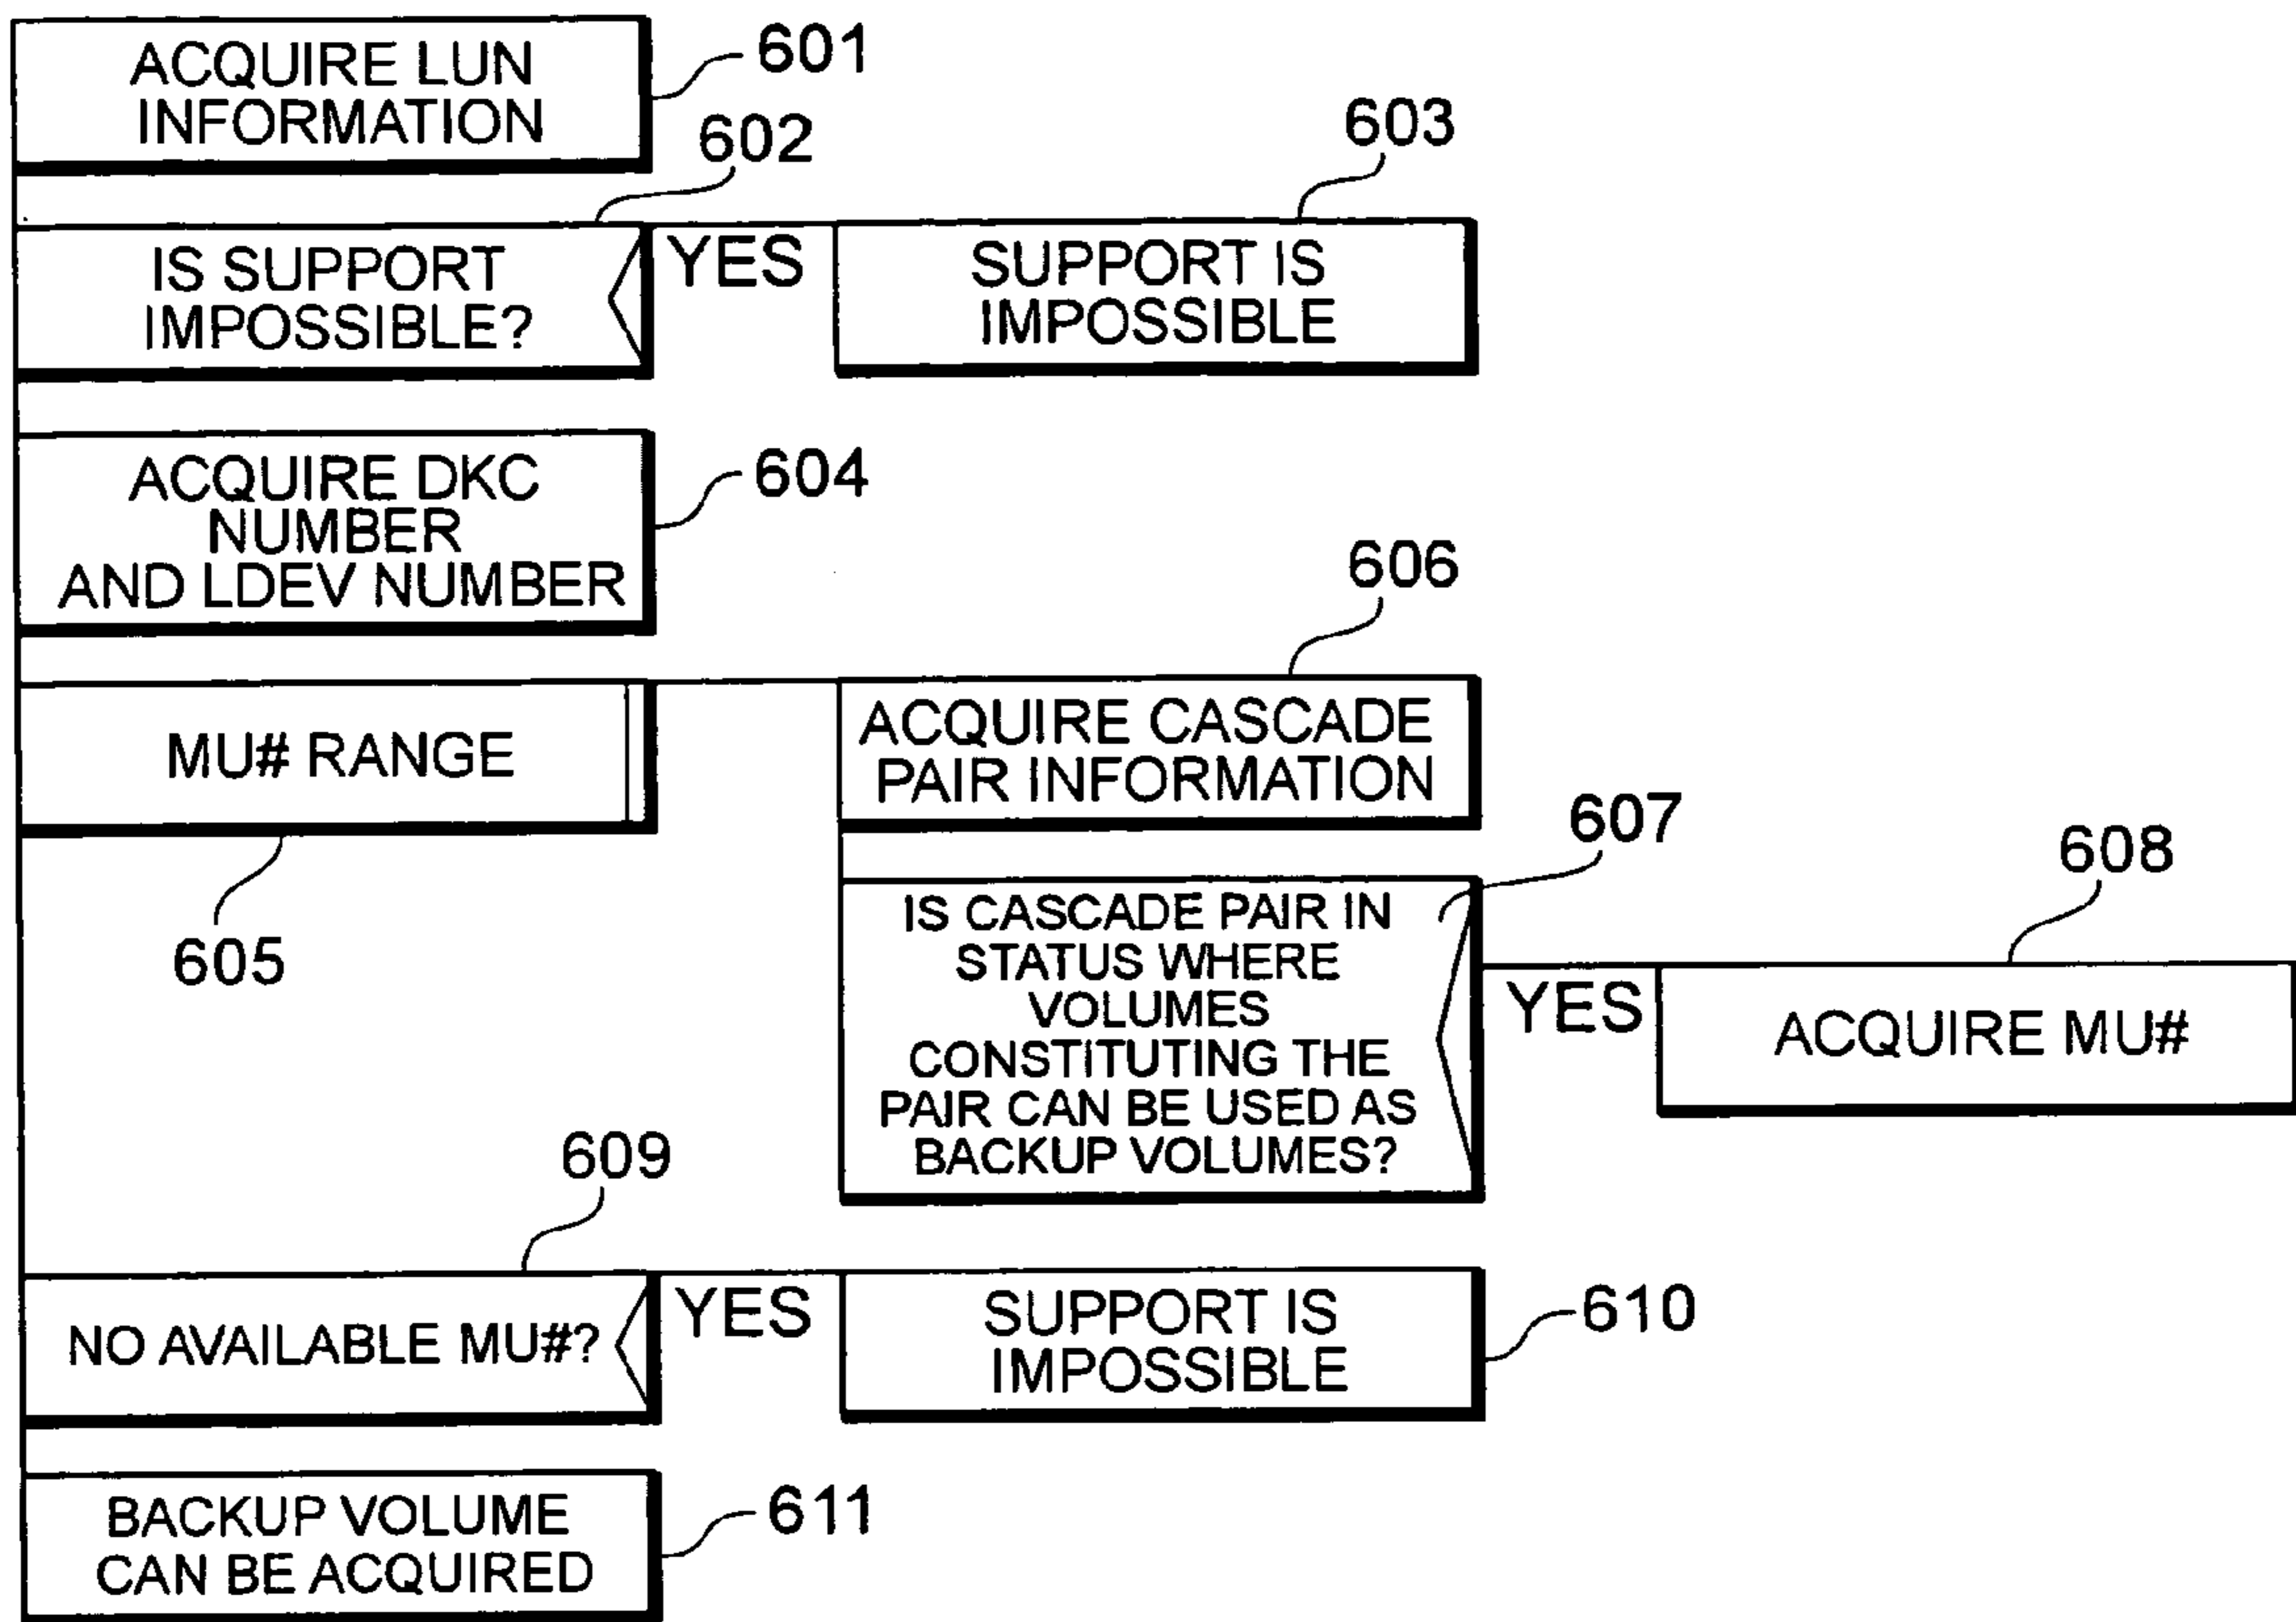 ACQUIRE LUN
INFORMATION
601
602
603
IS SUPPORT
IMPOSSIBLE?
YES
SUPPORT IS
IMPOSSIBLE
ACQUIRE DKC
NUMBER
AND LDEV NUMBER
604
606
MU# RANGE
605
ACQUIRE CASCADE
PAIR INFORMATION
607
608
IS CASCADE PAIR IN
STATUS WHERE
VOLUMES
CONSTITUTING THE
PAIR CAN BE USED AS
BACKUP VOLUMES?
YES
ACQUIRE MU#
609
NO AVAILABLE MU#?
YES
SUPPORT IS
IMPOSSIBLE
610
BACKUP VOLUME
CAN BE ACQUIRED
611